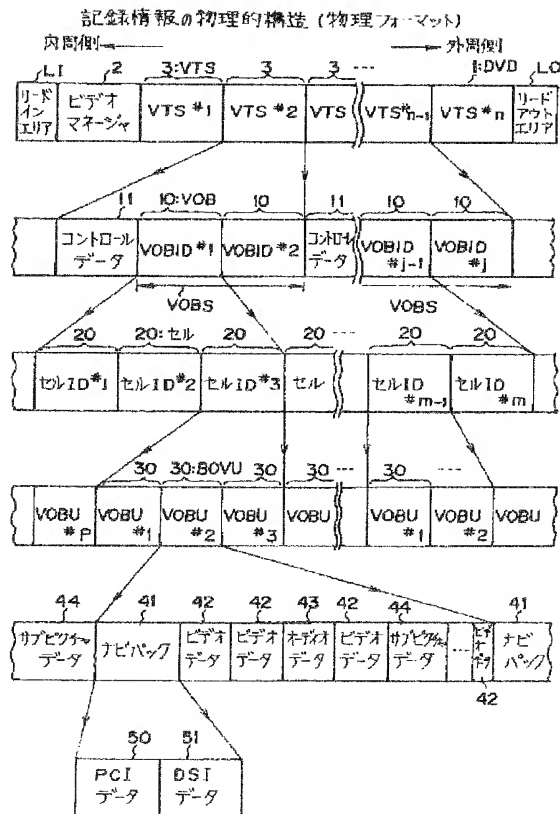 記録情報の物理的構造(物理フォーマット)
内周側 外周側
LI 2 3:VTS 3 3 … 1:DVD LO
リードインエリア ビデオマネージャ VTS #1 VTS #2 VTS VTS#n-1 VTS #n リードアウトエリア
11 10:VOB 10 11 10 10
コントロールデータ VOBID#1 VOBID#2 コントロールデータ VOBID #j-1 VOBID #j
VOBS VOBS
20 20:セル 20 20 … 20 20
セルID#1 セルID#2 セルID#3 セル セルID #m-1 セルID #m
30 30:BOVU 30 30 … 30
VOBU #P VOBU #1 VOBU #2 VOBU #3 VOBU VOBU #1 VOBU #2 VOBU
44 41 42 42 43 42 44 41
サブピクチャデータ ナビパック ビデオデータ ビデオデータ オーディオデータ ビデオデータ サブピクチャデータ … ビデオデータ ナビパック
42
50 51
PCIデータ DSIデータ